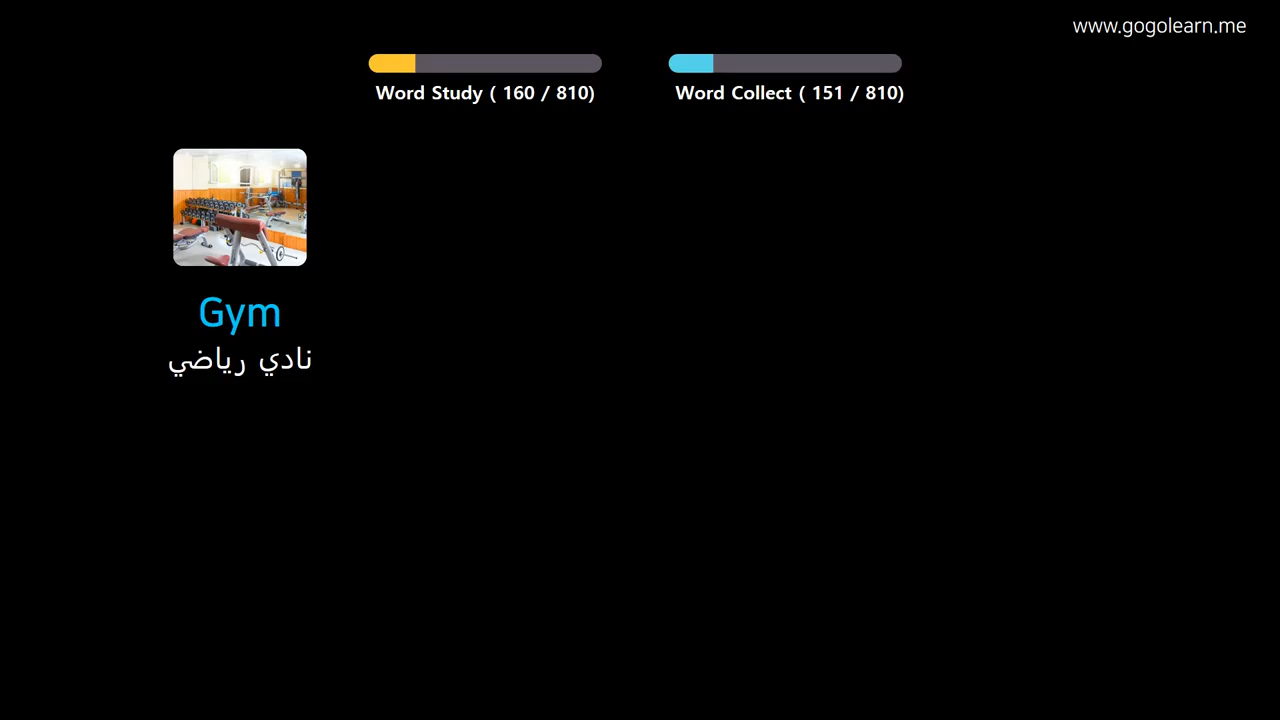 www.gogolearn.me
Word Study ( 160 / 810)
Word Collect ( 151 / 810)
Gym
نادي رياضي